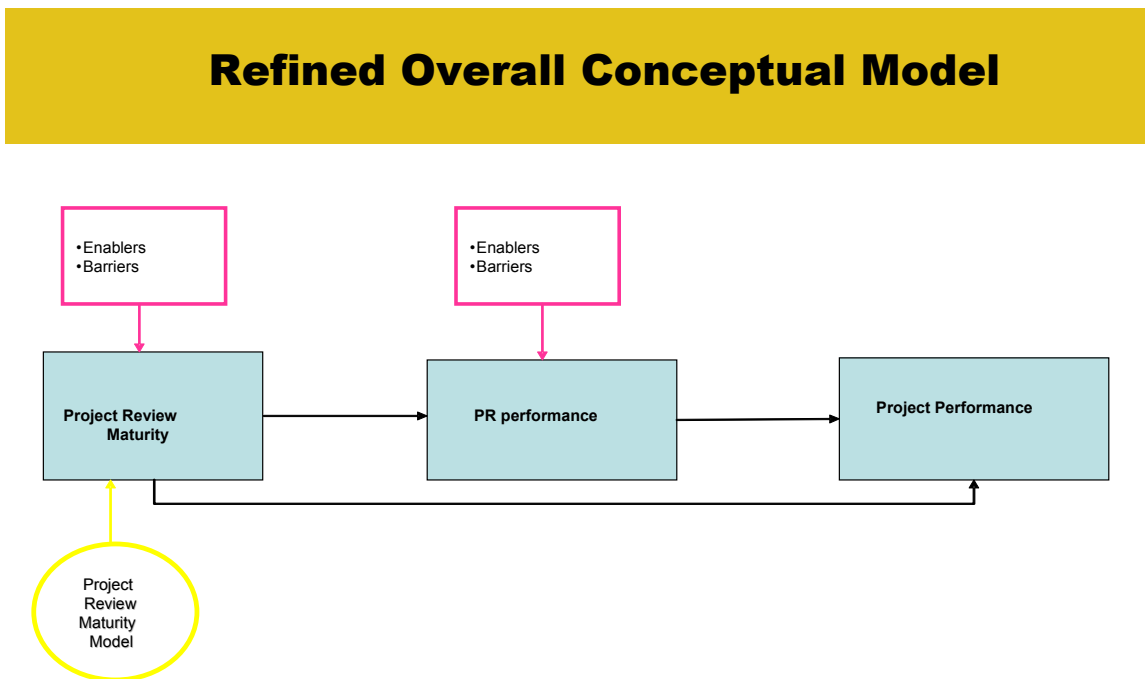 Refined Overall Conceptual Model
•Enablers
•Barriers
•Enablers
•Barriers
Project Review
Maturity
PR performance
Project Performance
Project
Review
Maturity
Model